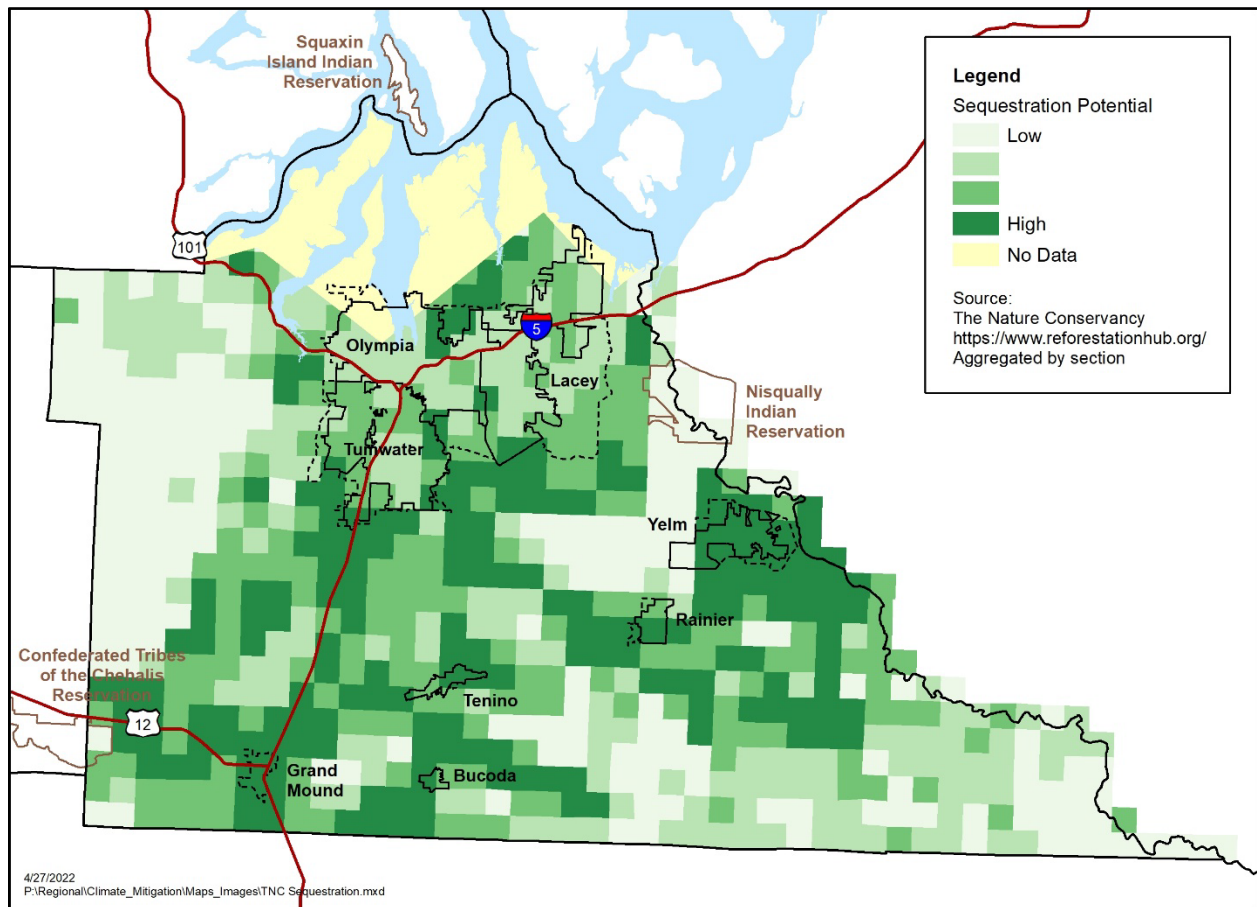 Squaxin
Island Indian
Reservation
Legend
Sequestration Potential
Low
High
No Data
Source:
The Nature Conservancy
https://www.reforestationhub.org/
Aggregated by section
101
5
Olympia
Lacey
Nisqually
Indian
Reservation
Tumwater
Yelm
Rainier
Confederated Tribes
of the Chehalis
Reservation
Tenino
12
Grand
Mound
Bucoda
4/27/2022
P:\Regional\Climate_Mitigation\Maps_Images\TNC Sequestration.mxd